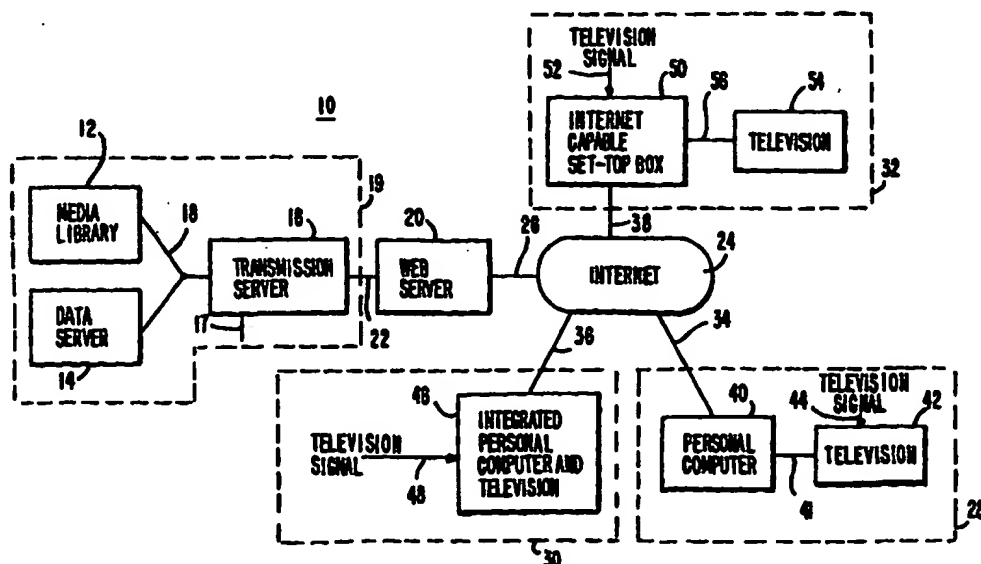 TELEVISION
SIGNAL
52
50
56
54
INTERNET
CAPABLE
SET-TOP BOX
TELEVISION
32
10
12
19
MEDIA
LIBRARY
18
16
TRANSMISSION
SERVER
17
DATA
SERVER
14
20
WEB
SERVER
22
26
38
24
INTERNET
36
34
46
TELEVISION
SIGNAL
48
INTEGRATED
PERSONAL
COMPUTER AND
TELEVISION
30
40
PERSONAL
COMPUTER
41
TELEVISION
SIGNAL
44
42
TELEVISION
28